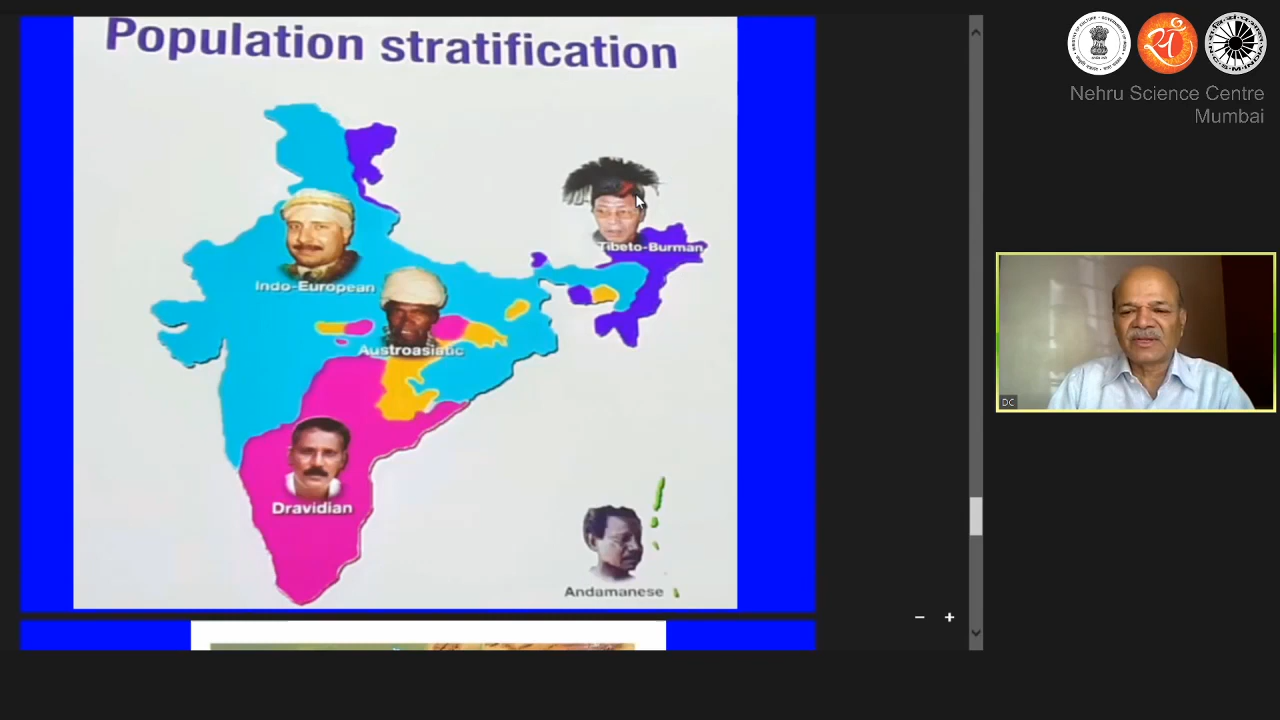 Population stratification
Indo-European
Tibeto-Burman
Austroasiatic
Dravidian
Andamanese
Nehru Science Centre
Mumbai
DC